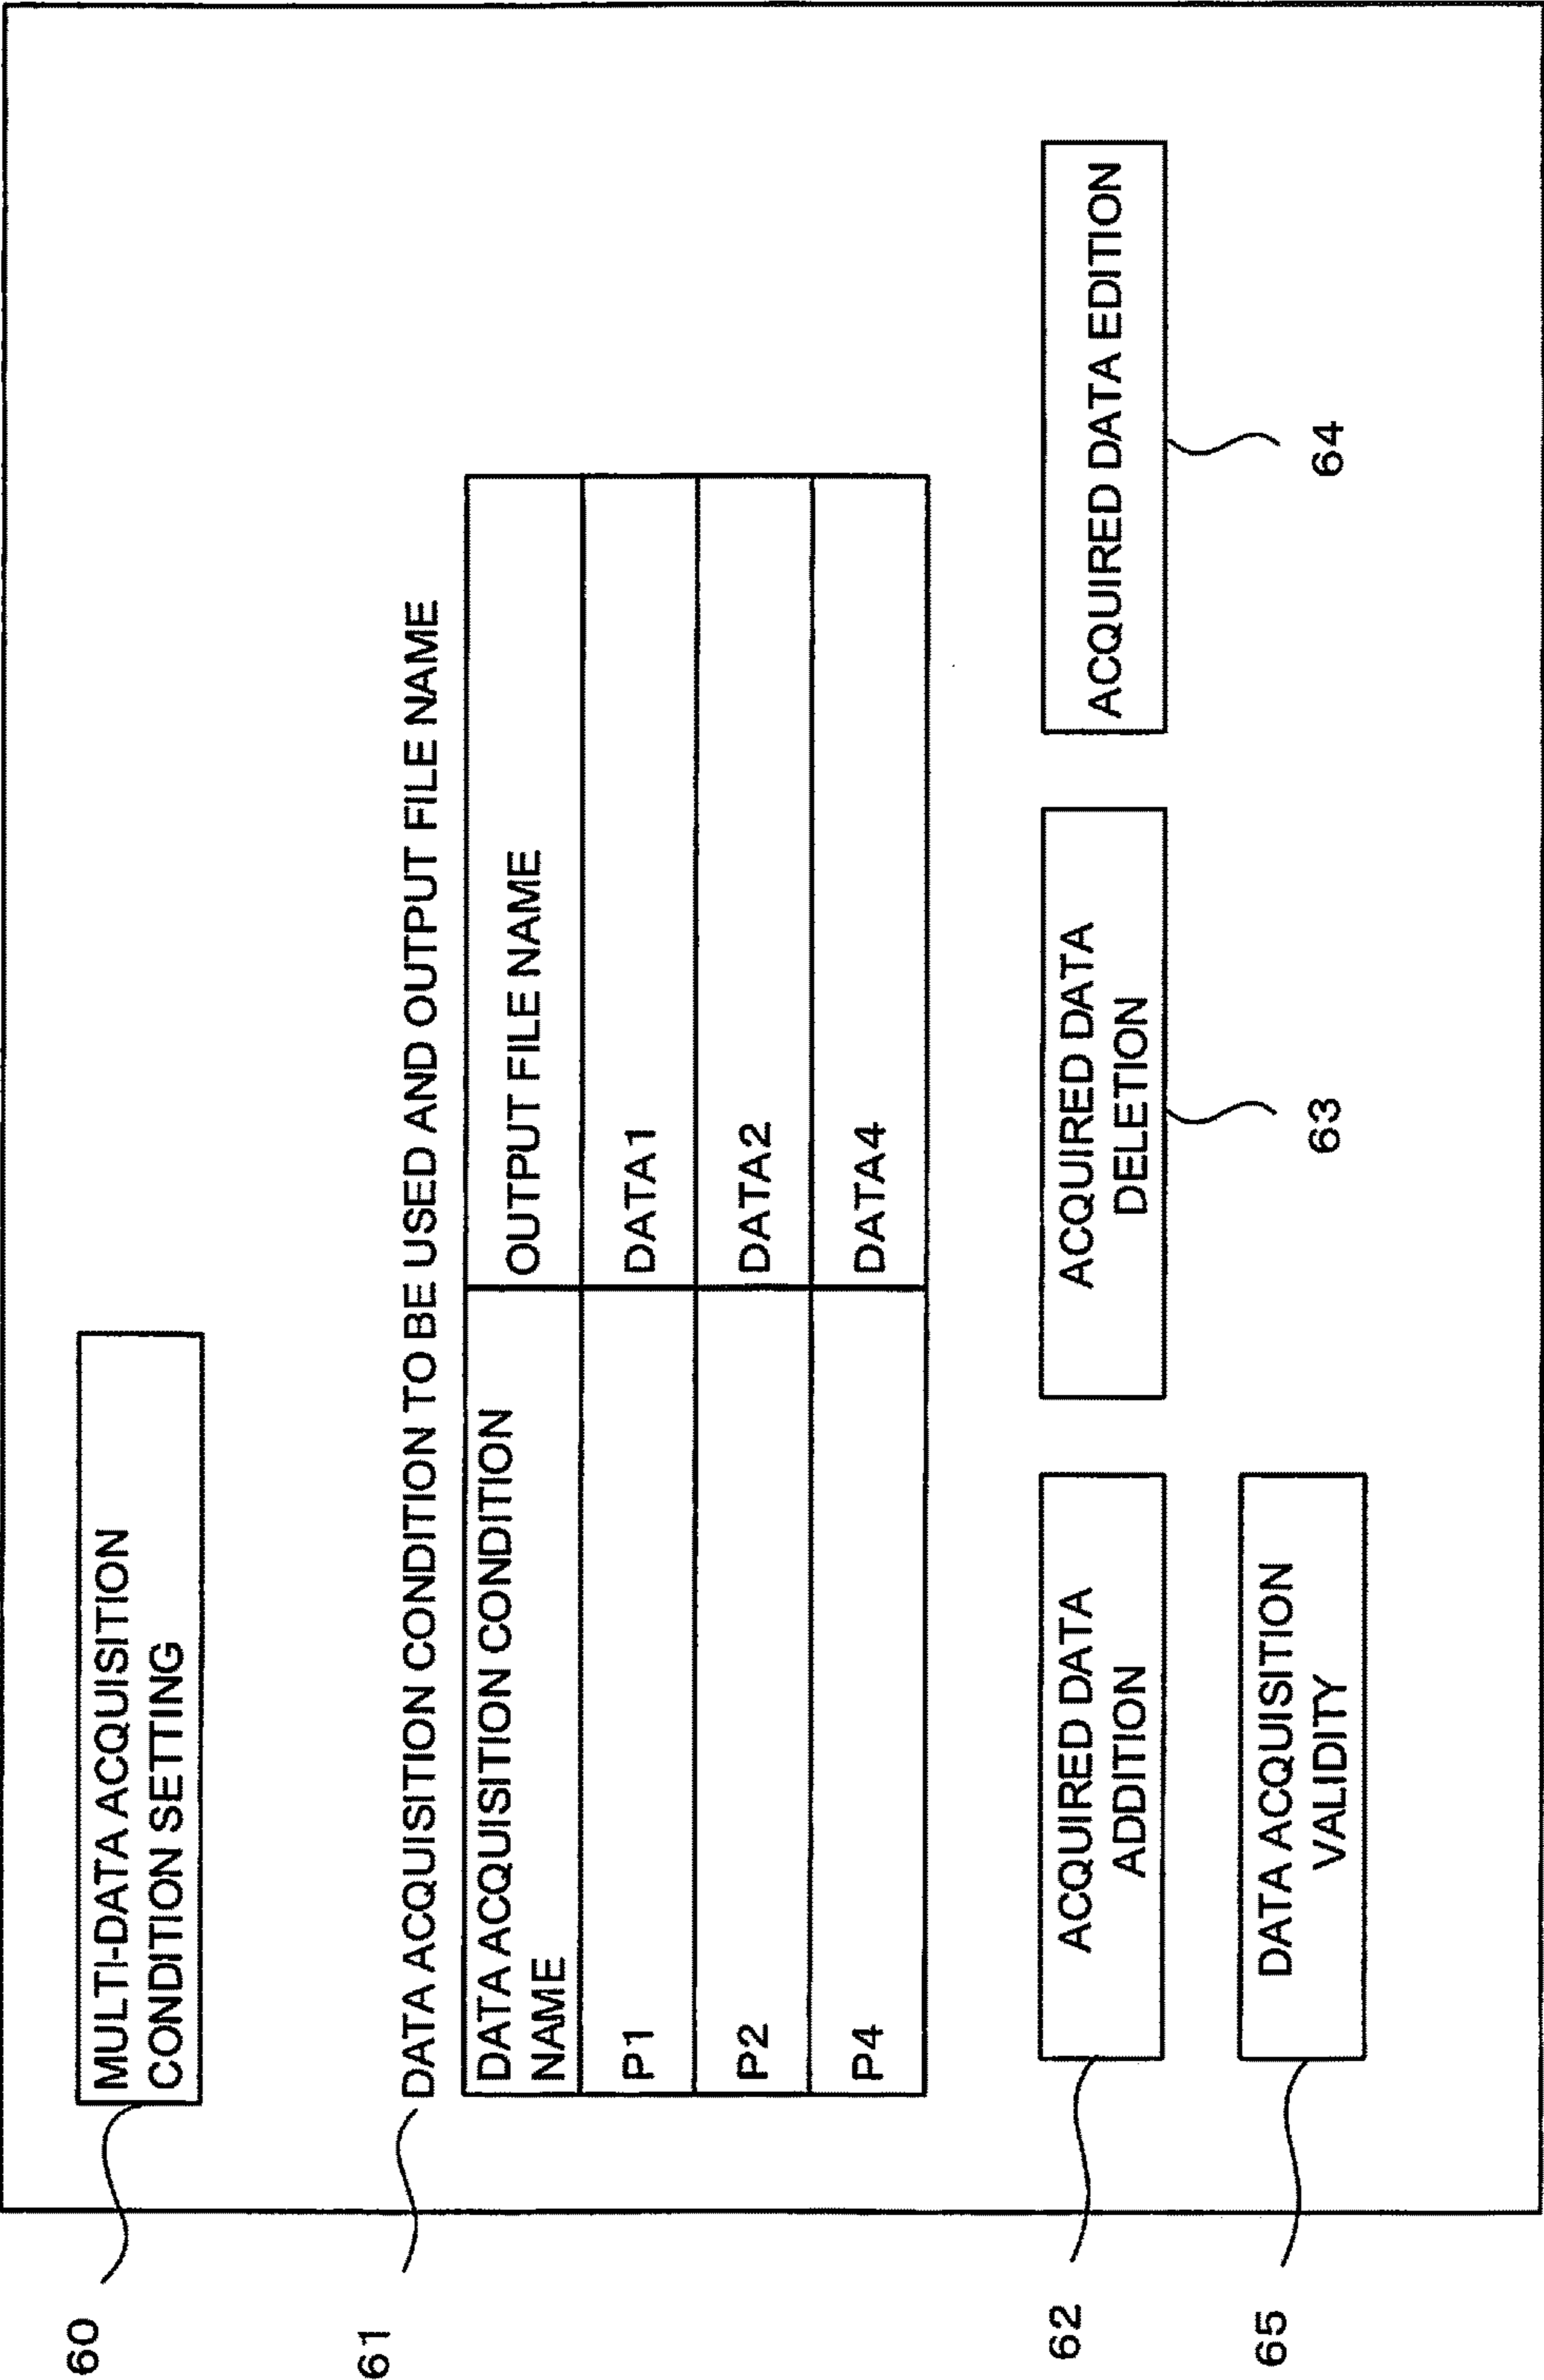 60
MULTI-DATA ACQUISITION
CONDITION SETTING
61
DATA ACQUISITION CONDITION TO BE USED AND OUTPUT FILE NAME
DATA ACQUISITION CONDITION
NAME
OUTPUT FILE NAME
P1
DATA1
P2
DATA2
P4
DATA4
62
ACQUIRED DATA
ADDITION
ACQUIRED DATA
DELETION
63
ACQUIRED DATA EDITION
64
65
DATA ACQUISITION
VALIDITY